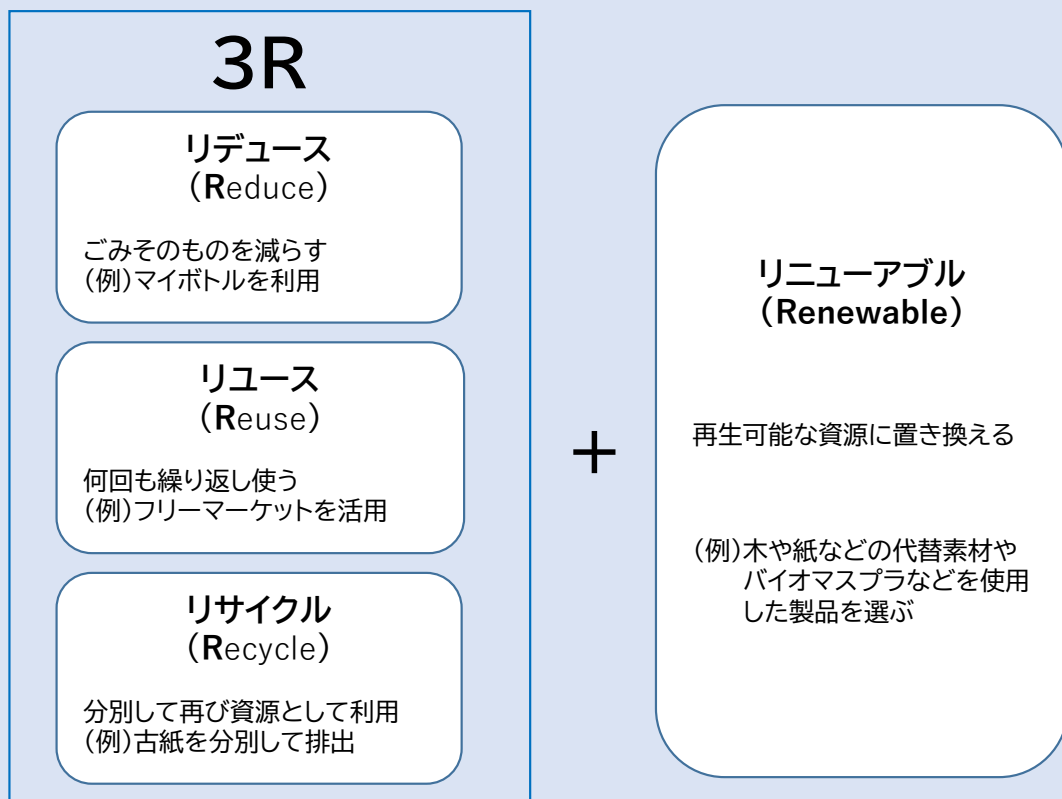 3R
リデュース
(Reduce)
ごみそのものを減らす
(例)マイボトルを利用
リユース
(Reuse)
何回も繰り返し使う
(例)フリーマーケットを活用
リサイクル
(Recycle)
分別して再び資源として利用
(例)古紙を分別して排出
+
リニューアブル
(Renewable)
再生可能な資源に置き換える
(例)木や紙などの代替素材や
バイオマスプラなどを使用
した製品を選ぶ